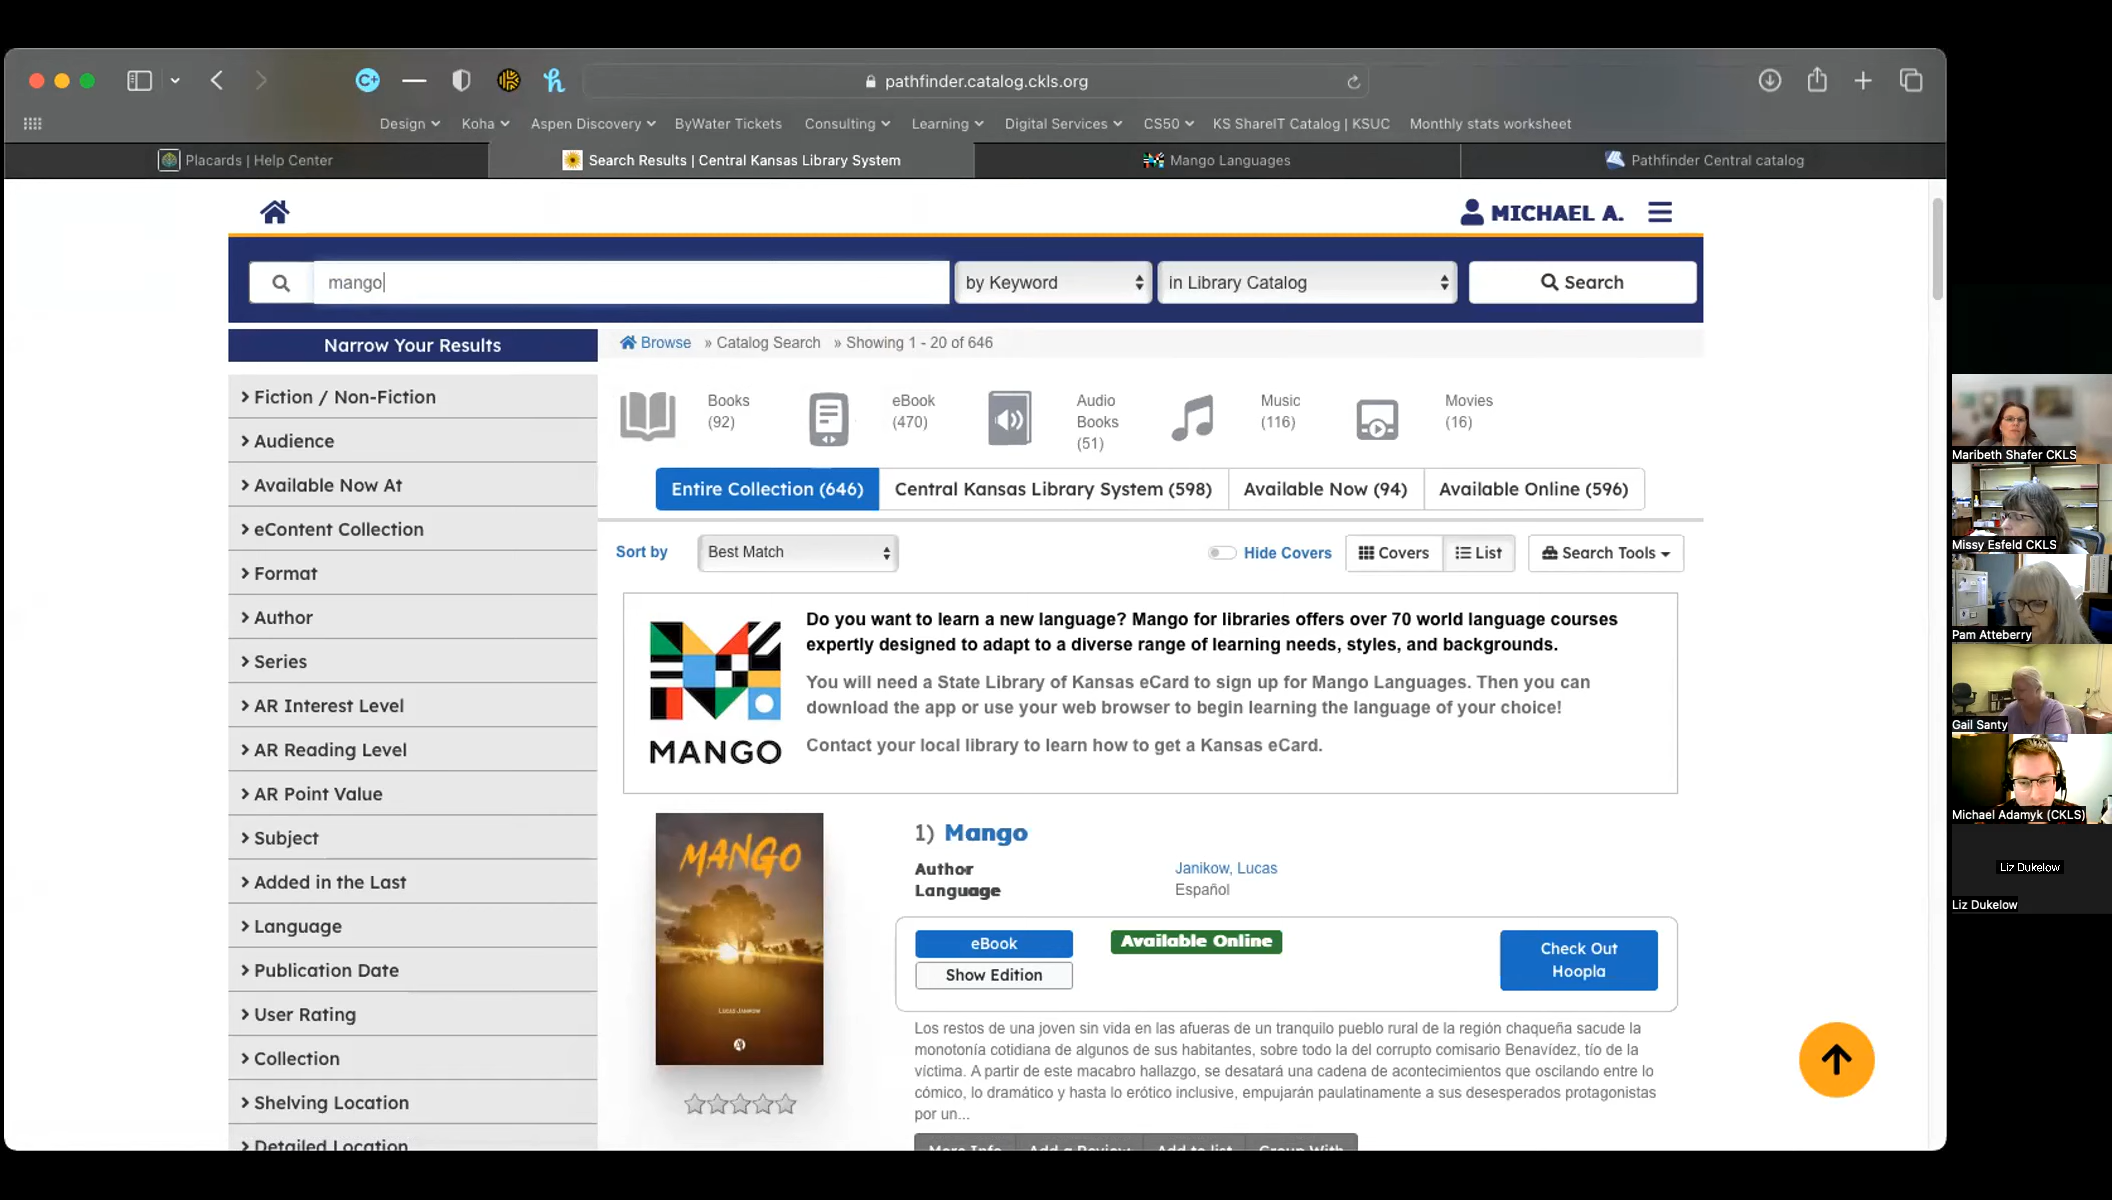 pathfinder.catalog.ckls.org
Design
Koha
Aspen Discovery
ByWater Tickets
Consulting
Learning
Digital Services
CS50
KS ShareIT Catalog | KSUC
Monthly stats worksheet
Placards | Help Center
Search Results | Central Kansas Library System
Mango Languages
Pathfinder Central catalog
MICHAEL A.
mango
by Keyword
in Library Catalog
Search
Narrow Your Results
Browse » Catalog Search » Showing 1 - 20 of 646
Fiction / Non-Fiction
Audience
Available Now At
eContent Collection
Format
Author
Series
AR Interest Level
AR Reading Level
AR Point Value
Subject
Added in the Last
Language
Publication Date
User Rating
Collection
Shelving Location
Detailed Location
Books
(92)
eBook
(470)
Audio
Books
(51)
Music
(116)
Movies
(16)
Entire Collection (646)
Central Kansas Library System (598)
Available Now (94)
Available Online (596)
Sort by
Best Match
Hide Covers
Covers
List
Search Tools
MANGO
Do you want to learn a new language? Mango for libraries offers over 70 world language courses
expertly designed to adapt to a diverse range of learning needs, styles, and backgrounds.
You will need a State Library of Kansas eCard to sign up for Mango Languages. Then you can
download the app or use your web browser to begin learning the language of your choice!
Contact your local library to learn how to get a Kansas eCard.
MANGO
LUCAS JANIKOW
1) Mango
Author
Janikow, Lucas
Language
Español
eBook
Show Edition
Available Online
Check Out
Hoopla
Los restos de una joven sin vida en las afueras de un tranquilo pueblo rural de la región chaqueña sacude la
monotonía cotidiana de algunos de sus habitantes, sobre todo la del corrupto comisario Benavídez, tío de la
víctima. A partir de este macabro hallazgo, se desatará una cadena de acontecimientos que oscilando entre lo
cómico, lo dramático y hasta lo erótico inclusive, empujarán paulatinamente a sus desesperados protagonistas
por un...
More Info
Add a Review
Add to list
Group With
Maribeth Shafer CKLS
Missy Esfeld CKLS
Pam Atteberry
Gail Santy
Michael Adamyk (CKLS)
Liz Dukelow
Liz Dukelow